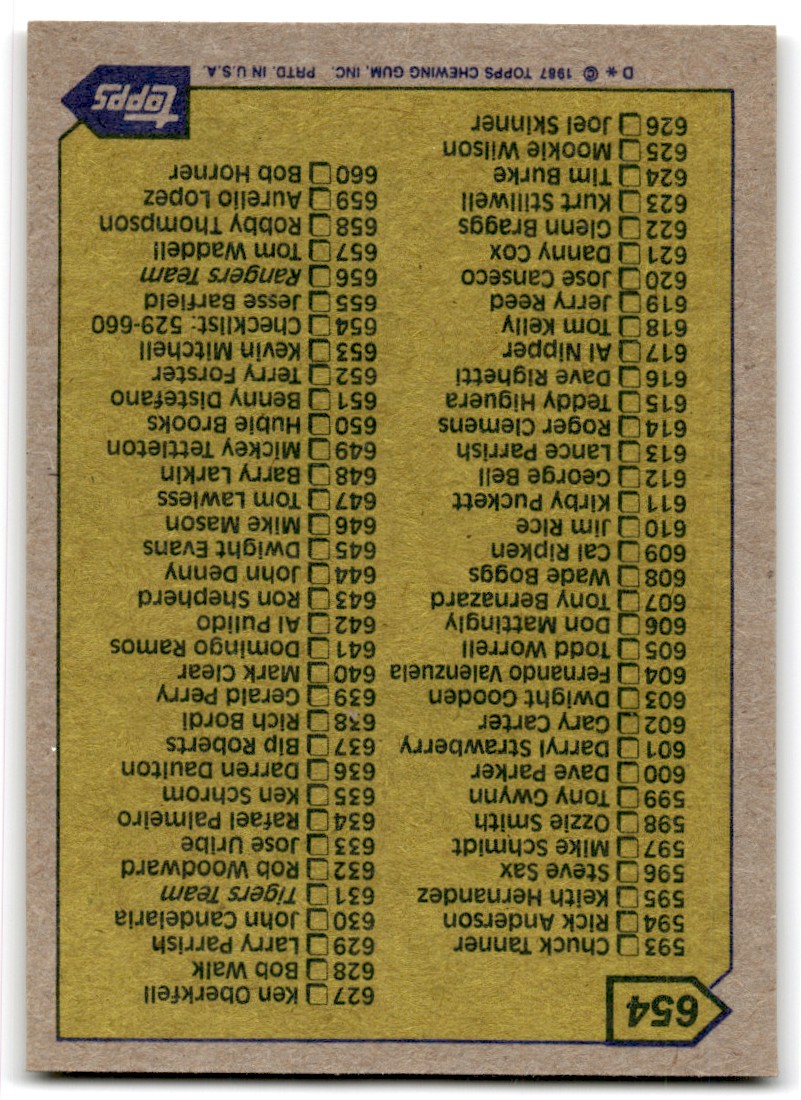 654
593 Chuck Tanner
594 Rick Anderson
595 Keith Hernandez
596 Steve Sax
597 Mike Schmidt
598 Ozzie Smith
599 Tony Gwynn
600 Dave Parker
601 Darryl Strawberry
602 Gary Carter
603 Dwight Gooden
604 Fernando Valenzuela
605 Todd Worrell
606 Don Mattingly
607 Tony Bernazard
608 Wade Boggs
609 Cal Ripken
610 Jim Rice
611 Kirby Puckett
612 George Bell
613 Lance Parrish
614 Roger Clemens
615 Teddy Higuera
616 Dave Righetti
617 Al Nipper
618 Tom Kelly
619 Jerry Reed
620 Jose Canseco
621 Danny Cox
622 Glenn Braggs
623 Kurt Stillwell
624 Tim Burke
625 Mookie Wilson
626 Joel Skinner
627 Ken Oberkfell
628 Bob Walk
629 Larry Parrish
630 John Candelaria
631 Tigers Team
632 Rob Woodward
633 Jose Uribe
634 Rafael Palmeiro
635 Ken Schrom
636 Darren Daulton
637 Bip Roberts
638 Rich Bordi
639 Gerald Perry
640 Mark Clear
641 Domingo Ramos
642 Al Pulido
643 Ron Shepherd
644 John Denny
645 Dwight Evans
646 Mike Mason
647 Tom Lawless
648 Barry Larkin
649 Mickey Tettleton
650 Hubie Brooks
651 Benny Distefano
652 Terry Forster
653 Kevin Mitchell
654 Checklist: 529-660
655 Jesse Barfield
656 Rangers Team
657 Tom Waddell
658 Robby Thompson
659 Aurelio Lopez
660 Bob Horner
topps
D * © 1987 TOPPS CHEWING GUM, INC. PRTD. IN U.S.A.